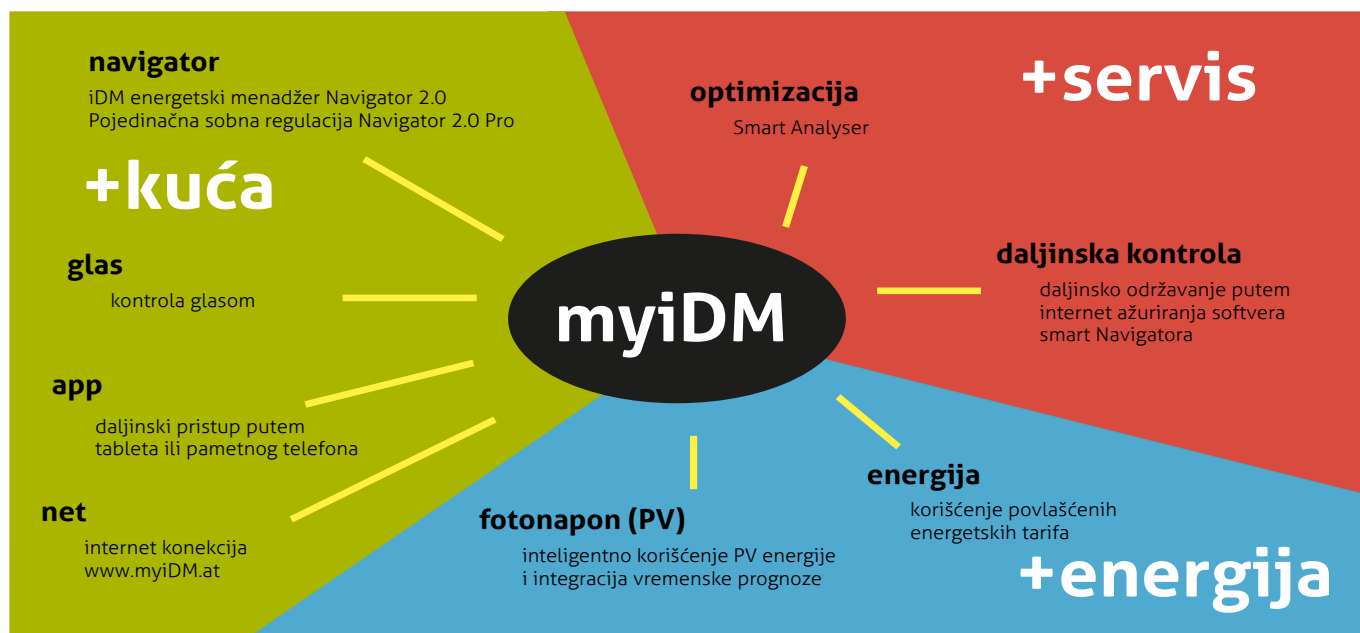 navigator
iDM energetski menadžer Navigator 2.0
Pojedinačna sobna regulacija Navigator 2.0 Pro
+kuća
glas
kontrola glasom
app
daljinski pristup putem
tableta ili pametnog telefona
net
internet konekcija
www.myiDM.at
myiDM
+servis
optimizacija
Smart Analyser
daljinska kontrola
daljinsko održavanje putem
internet ažuriranja softvera
smart Navigatora
fotonapon (PV)
inteligentno korišćenje PV energije
i integracija vremenske prognoze
energija
korišćenje povlašćenih
energetskih tarifa
+energija